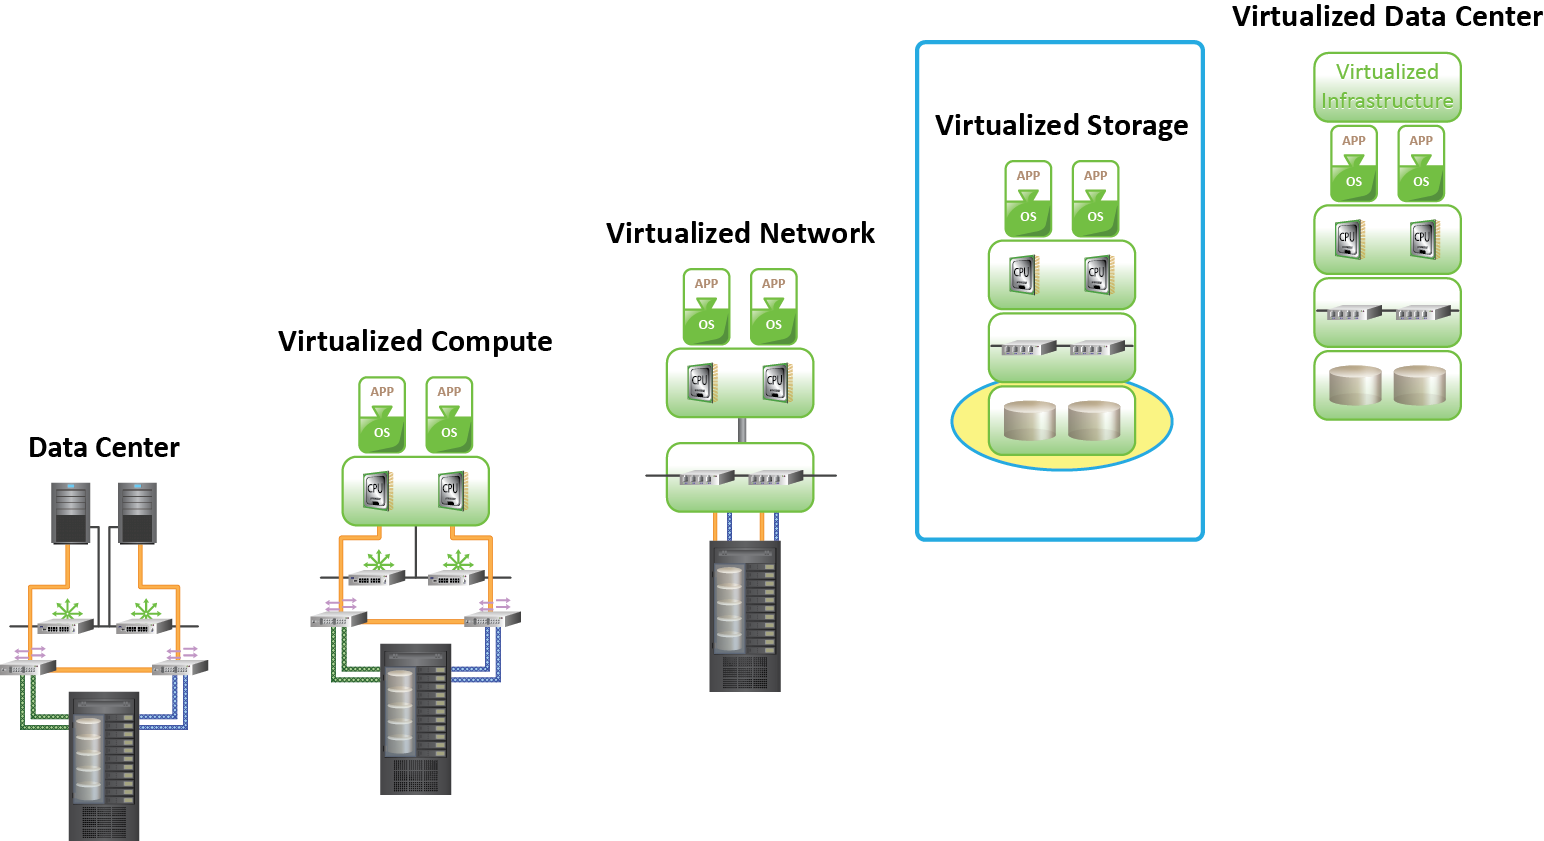 Data Center
Virtualized Compute
APP APP
OS OS
CPU CPU
Virtualized Network
APP APP
OS OS
CPU CPU
Virtualized Storage
APP APP
OS OS
CPU CPU
Virtualized Data Center
Virtualized
Infrastructure
APP APP
OS OS
CPU CPU